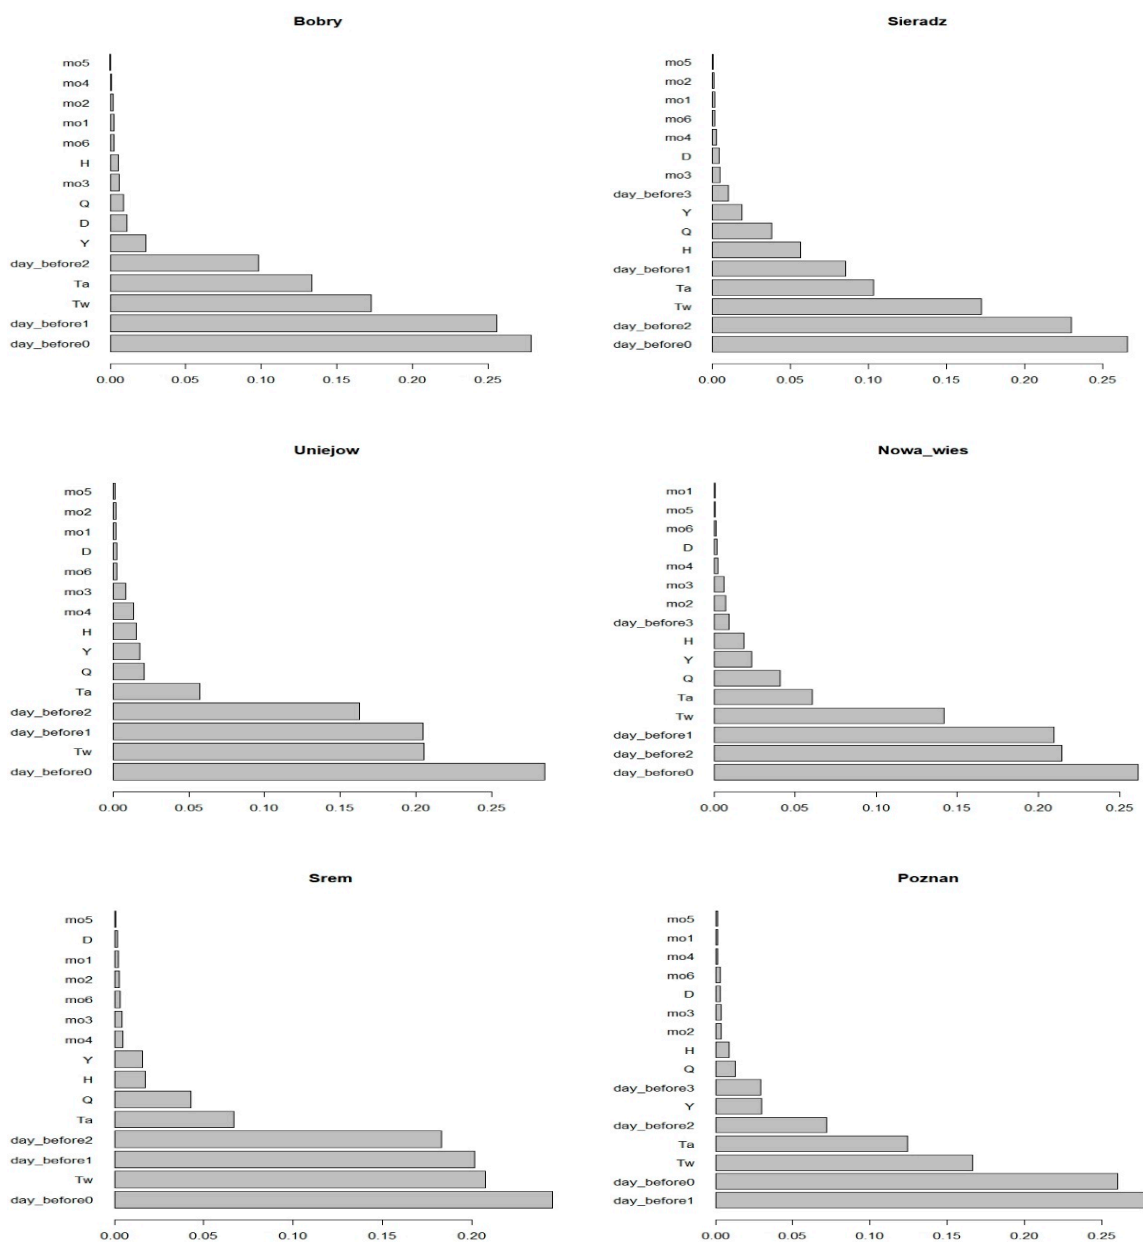 Bobry
mo5
mo4
mo2
mo1
mo6
H
mo3
Q
D
Y
day_before2
Ta
Tw
day_before1
day_before0
0.00 0.05 0.10 0.15 0.20 0.25
Sieradz
mo5
mo2
mo1
mo6
mo4
D
mo3
day_before3
Y
Q
H
day_before1
Ta
Tw
day_before2
day_before0
0.00 0.05 0.10 0.15 0.20 0.25
Uniejow
mo5
mo2
mo1
D
mo6
mo3
mo4
H
Y
Q
Ta
day_before2
day_before1
Tw
day_before0
0.00 0.05 0.10 0.15 0.20 0.25
Nowa_wies
mo1
mo5
mo6
D
mo4
mo3
mo2
day_before3
H
Y
Q
Ta
Tw
day_before1
day_before2
day_before0
0.00 0.05 0.10 0.15 0.20 0.25
Srem
mo5
D
mo1
mo2
mo6
mo3
mo4
Y
H
Q
Ta
day_before2
day_before1
Tw
day_before0
0.00 0.05 0.10 0.15 0.20
Poznan
mo5
mo1
mo4
mo6
D
mo3
mo2
H
Q
day_before3
Y
day_before2
Ta
Tw
day_before0
day_before1
0.00 0.05 0.10 0.15 0.20 0.25